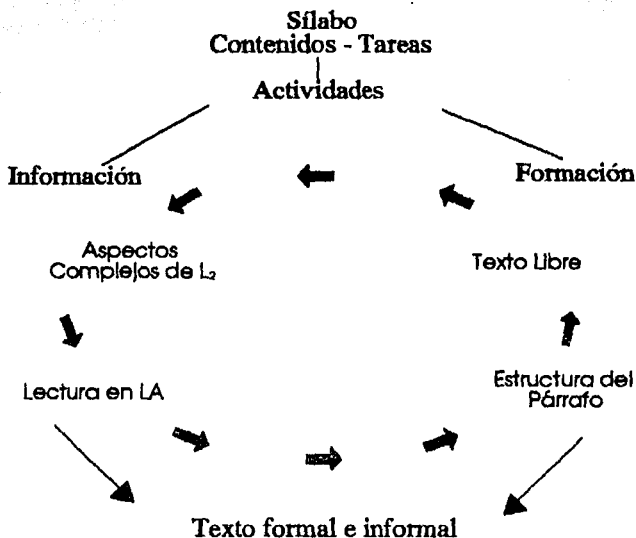 Sílabo
Contenidos - Tareas
Actividades
Información
Formación
Aspectos
Complejos de L₂
Texto Libre
Lectura en LA
Estructura del
Párrafo
Texto formal e informal